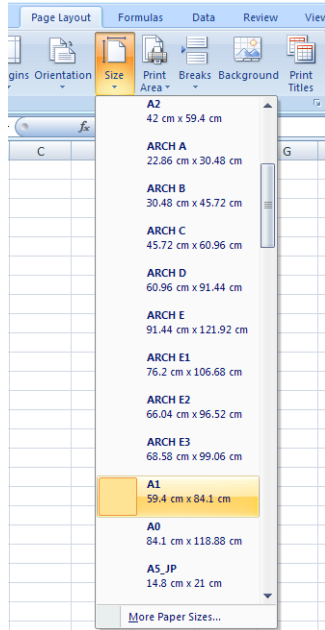 Page Layout Formulas Data Review View
gins Orientation Size Print Area Breaks Background Print Titles
fx
C G
A2
42 cm x 59.4 cm
ARCH A
22.86 cm x 30.48 cm
ARCH B
30.48 cm x 45.72 cm
ARCH C
45.72 cm x 60.96 cm
ARCH D
60.96 cm x 91.44 cm
ARCH E
91.44 cm x 121.92 cm
ARCH E1
76.2 cm x 106.68 cm
ARCH E2
66.04 cm x 96.52 cm
ARCH E3
68.58 cm x 99.06 cm
A1
59.4 cm x 84.1 cm
A0
84.1 cm x 118.88 cm
A5_JP
14.8 cm x 21 cm
More Paper Sizes...